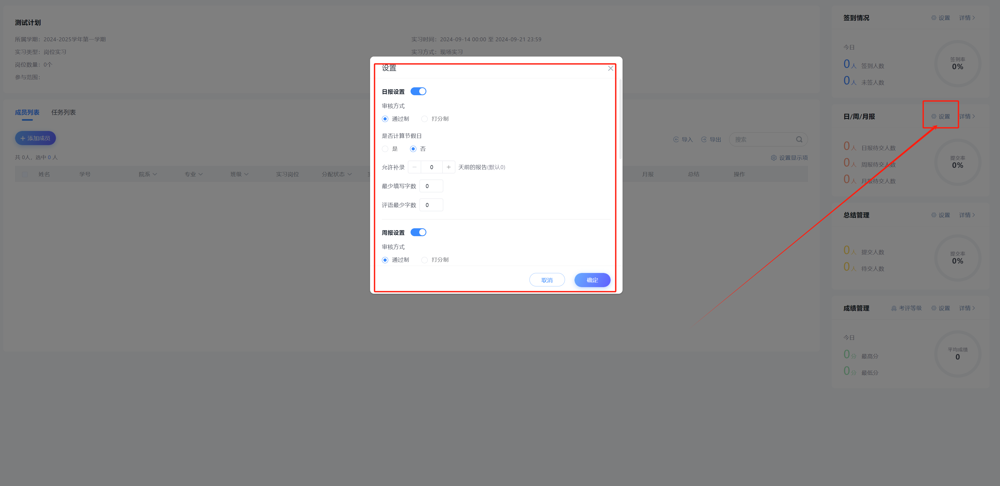 测试计划
所属学期：2024-2025学年第一学期
实习时间：2024-09-14 00:00 至 2024-09-21 23:59
实习类型：岗位实习
实习方式：现场实习
岗位数量：0个
参与范围：
成员列表 任务列表
添加成员
导入 导出 搜索
共 0人，选中 0 人
设置显示项
姓名 学号 院系 专业 班级 实习岗位 分配状态 月报 总结 操作
设置
日报设置
审核方式
通过制 打分制
是否计算节假日
是 否
允许补录 － 0 ＋ 天前的报告(默认0)
最少填写字数 0
评语最少字数 0
周报设置
审核方式
通过制 打分制
取消 确定
签到情况 设置 详情
今日
0人 签到人数
0人 未签人数
签到率
0%
日/周/月报 设置 详情
0人 日报待交人数
0人 周报待交人数
0人 月报待交人数
提交率
0%
总结管理 设置 详情
0人 提交人数
0人 待交人数
提交率
0%
成绩管理 考评等级 设置 详情
今日
0分 最高分
0分 最低分
平均成绩
0